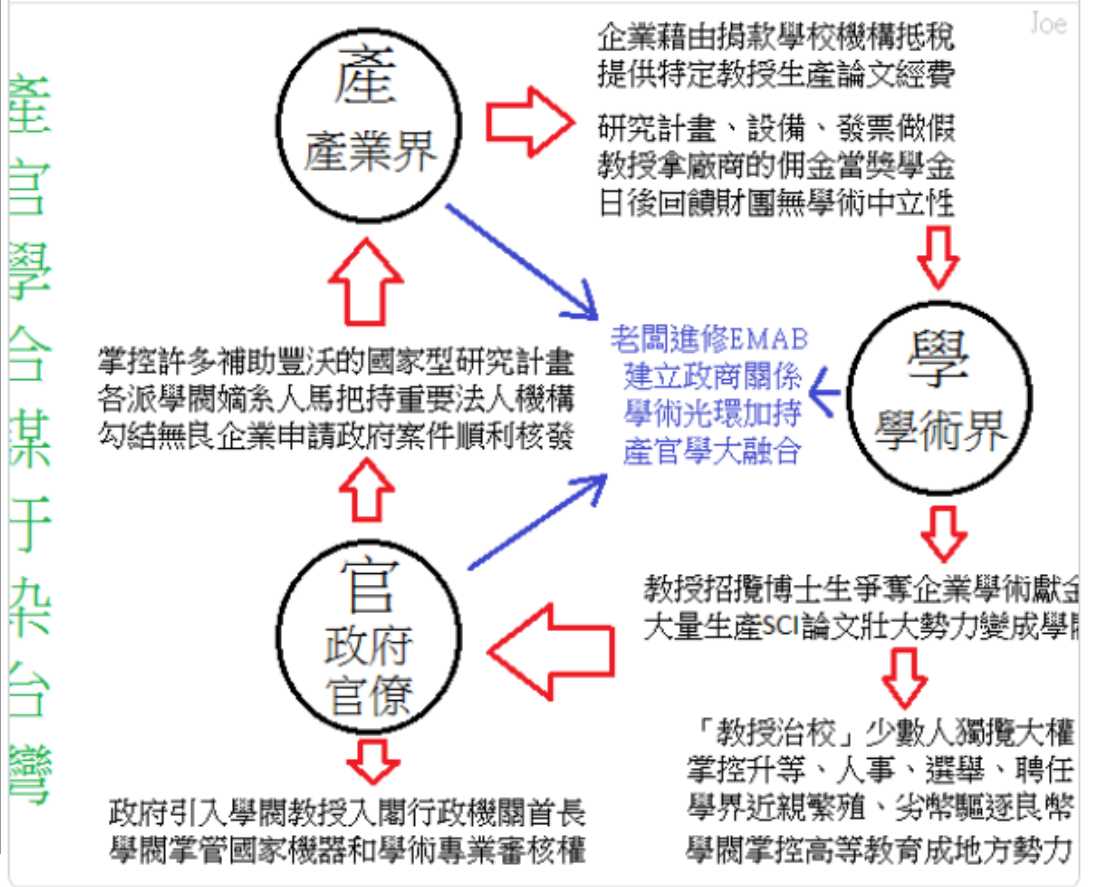 Joe
產官學合謀于染台灣
產
產業界
企業藉由捐款學校機構抵稅
提供特定教授生產論文經費
研究計畫、設備、發票做假
教授拿廠商的佣金當獎學金
日後回饋財團無學術中立性
學
學術界
老闆進修EMAB
建立政商關係
學術光環加持
產官學大融合
掌控許多補助豐沃的國家型研究計畫
各派學閥嫡系人馬把持重要法人機構
勾結無良企業申請政府案件順利核發
官
政府
官僚
教授招攬博士生爭奪企業學術獻金
大量生產SCI論文壯大勢力變成學閥
「教授治校」少數人獨攬大權
掌控升等、人事、選舉、聘任
學界近親繁殖、劣幣驅逐良幣
學閥掌控高等教育成地方勢力
政府引入學閥教授入閣行政機關首長
學閥掌管國家機器和學術專業審核權